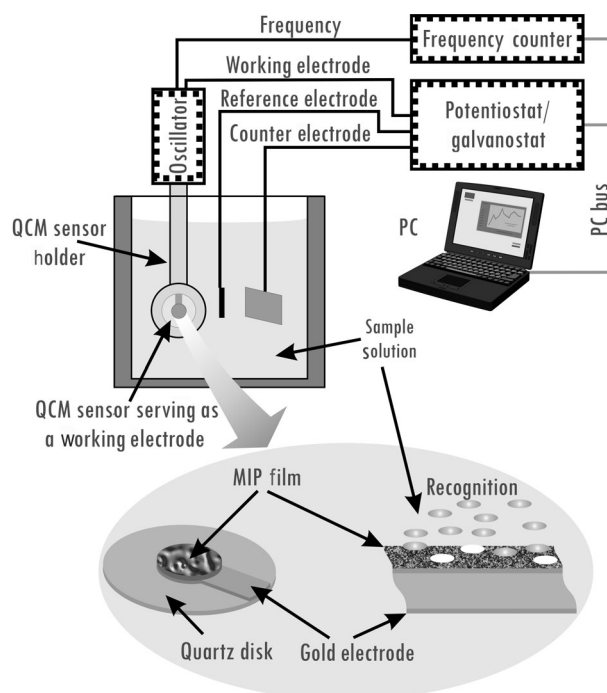 Frequency
Frequency counter
Working electrode
Reference electrode
Counter electrode
Oscillator
Potentiostat/
galvanostat
PC bus
PC
QCM sensor
holder
Sample
solution
QCM sensor serving as
a working electrode
MIP film
Recognition
Quartz disk
Gold electrode